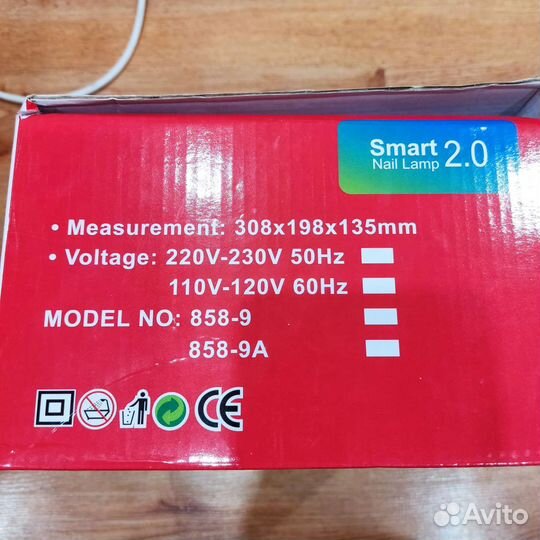 Smart
Nail Lamp 2.0
• Measurement: 308x198x135mm
• Voltage: 220V-230V 50Hz
110V-120V 60Hz
MODEL NO: 858-9
858-9A
CE
Avito